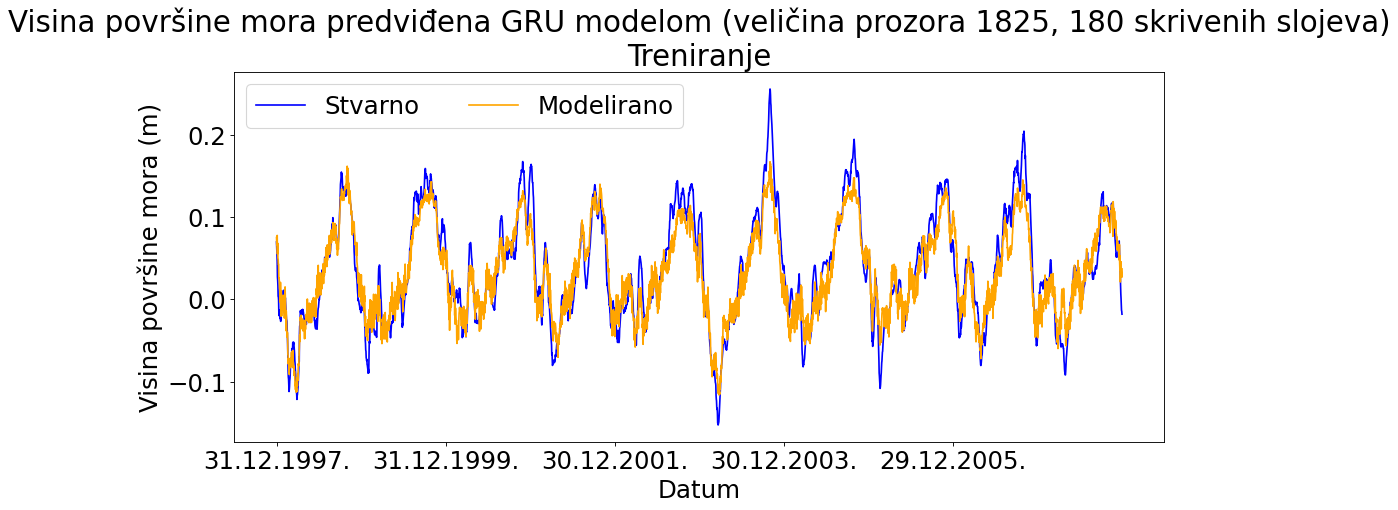 Visina površine mora predviđena GRU modelom (veličina prozora 1825, 180 skrivenih slojeva)
Treniranje
Stvarno
Modelirano
Visina površine mora (m)
0.2
0.1
0.0
−0.1
31.12.1997.
31.12.1999.
30.12.2001.
30.12.2003.
29.12.2005.
Datum